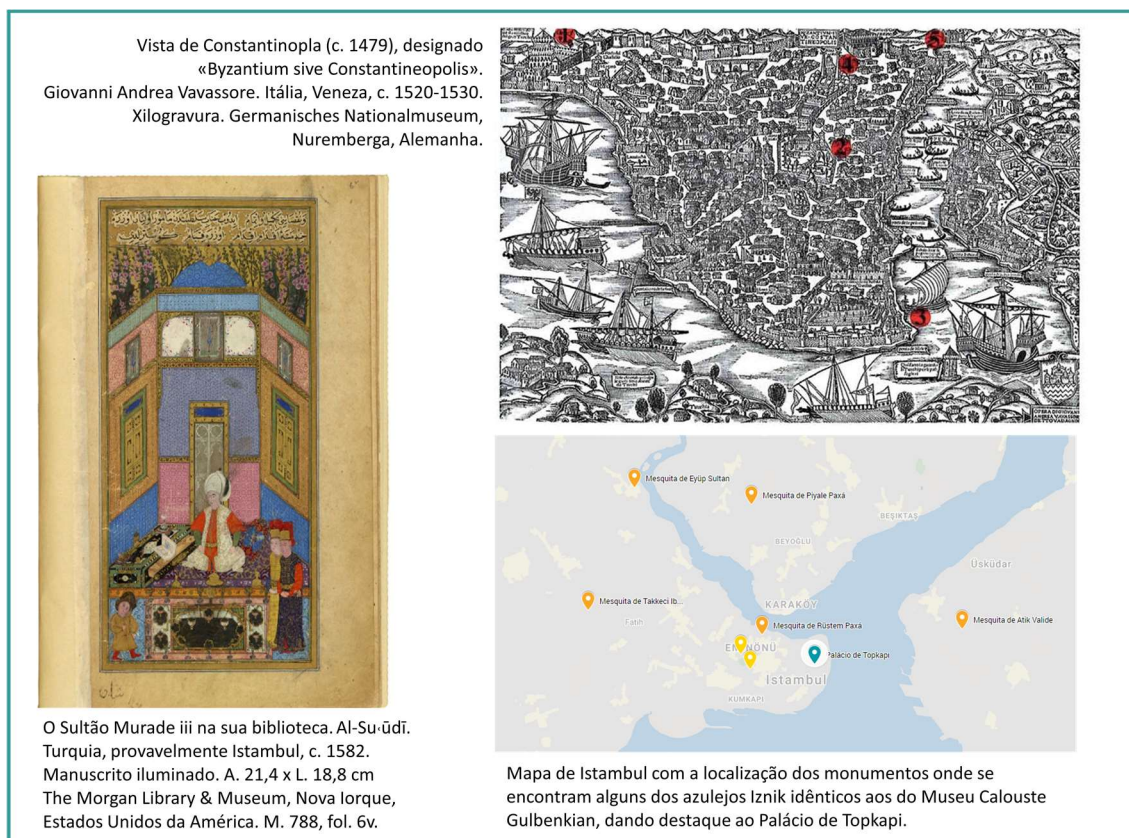 Vista de Constantinopla (c. 1479), designado
«Byzantium sive Constantineopolis».
Giovanni Andrea Vavassore. Itália, Veneza, c. 1520-1530.
Xilogravura. Germanisches Nationalmuseum,
Nuremberga, Alemanha.
1
5
4
2
3
Mesquita de Eyüp Sultan
Mesquita de Piyale Paxá
BEŞIKTAŞ
BEYOĞLU
Üsküdar
Mesquita de Takkeci Ib...
KARAKÖY
Fatih
Mesquita de Atik Valide
Mesquita de Rüstem Paxá
EMINÖNÜ
Palácio de Topkapi
Istambul
KUMKAPI
O Sultão Murade iii na sua biblioteca. Al-Su·ūdī.
Turquia, provavelmente Istambul, c. 1582.
Manuscrito iluminado. A. 21,4 x L. 18,8 cm
The Morgan Library & Museum, Nova Iorque,
Estados Unidos da América. M. 788, fol. 6v.
Mapa de Istambul com a localização dos monumentos onde se
encontram alguns dos azulejos Iznik idênticos aos do Museu Calouste
Gulbenkian, dando destaque ao Palácio de Topkapi.